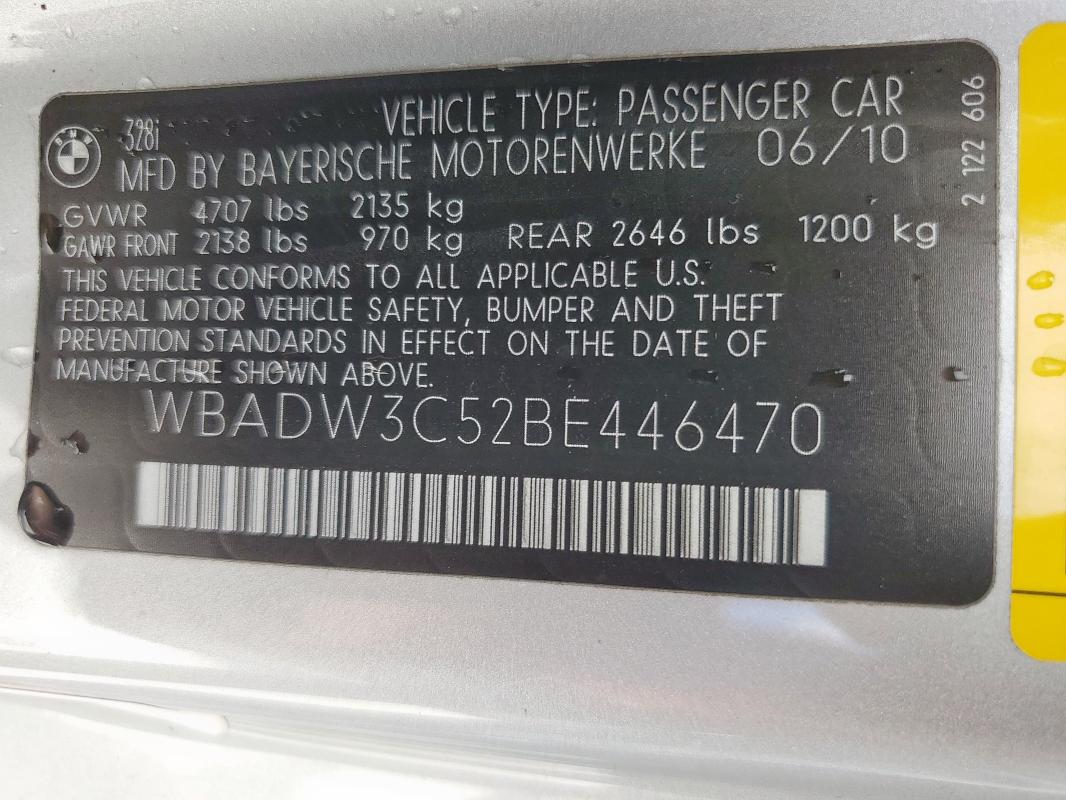 BMW
328i
VEHICLE TYPE: PASSENGER CAR
MFD BY BAYERISCHE MOTORENWERKE 06/10
GVWR 4707 lbs 2135 kg
GAWR FRONT 2138 lbs 970 kg REAR 2646 lbs 1200 kg
THIS VEHICLE CONFORMS TO ALL APPLICABLE U.S.
FEDERAL MOTOR VEHICLE SAFETY, BUMPER AND THEFT
PREVENTION STANDARDS IN EFFECT ON THE DATE OF
MANUFACTURE SHOWN ABOVE.
WBADW3C52BE446470
2 122 606